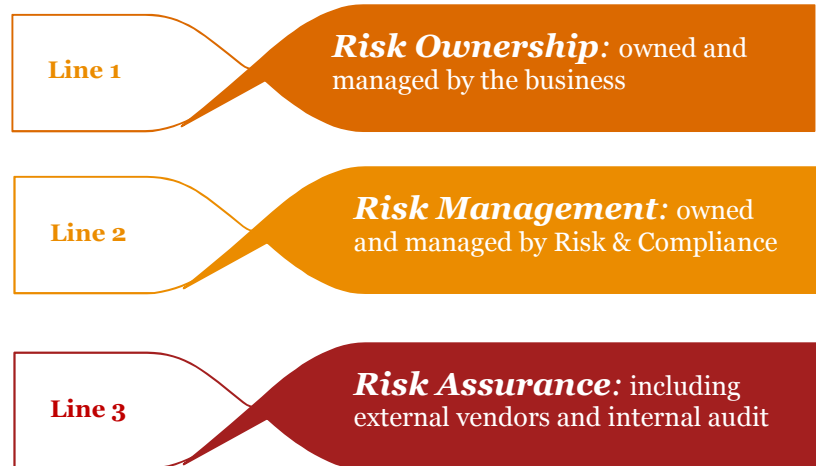 Line 1
Risk Ownership: owned and
managed by the business
Line 2
Risk Management: owned
and managed by Risk & Compliance
Line 3
Risk Assurance: including
external vendors and internal audit